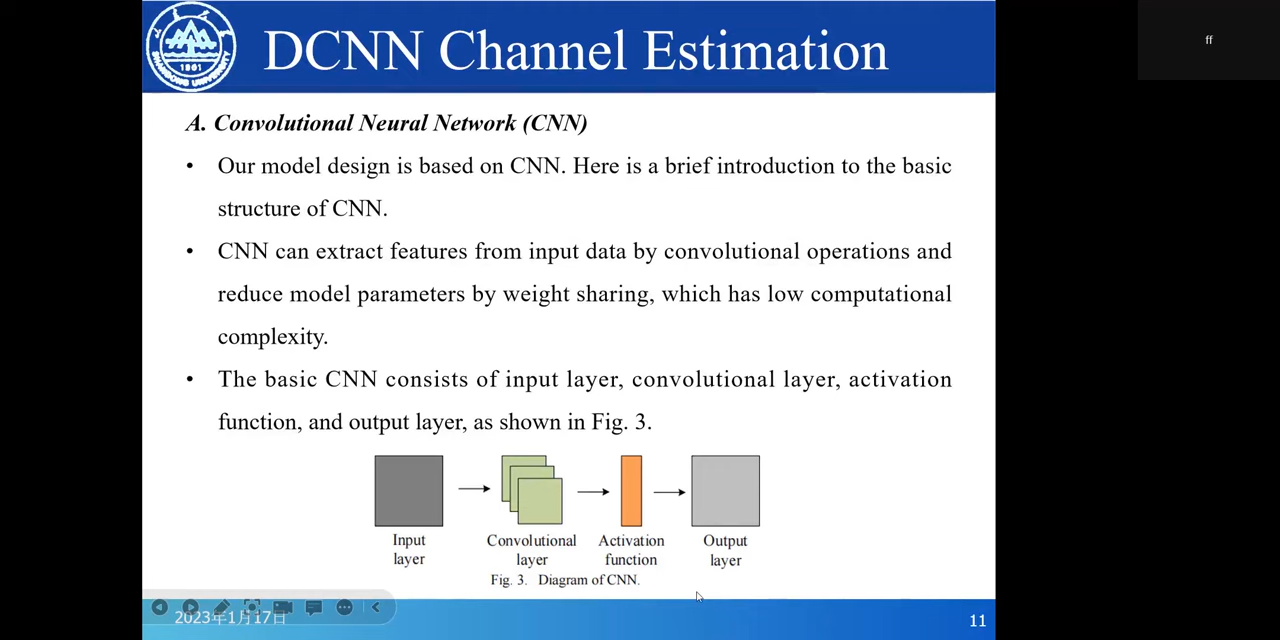 DCNN Channel Estimation
ff
SHANDONG UNIVERSITY
1901
A. Convolutional Neural Network (CNN)
• Our model design is based on CNN. Here is a brief introduction to the basic
structure of CNN.
• CNN can extract features from input data by convolutional operations and
reduce model parameters by weight sharing, which has low computational
complexity.
• The basic CNN consists of input layer, convolutional layer, activation
function, and output layer, as shown in Fig. 3.
Input
layer
Convolutional
layer
Activation
function
Output
layer
Fig. 3. Diagram of CNN.
2023年1月17日
11